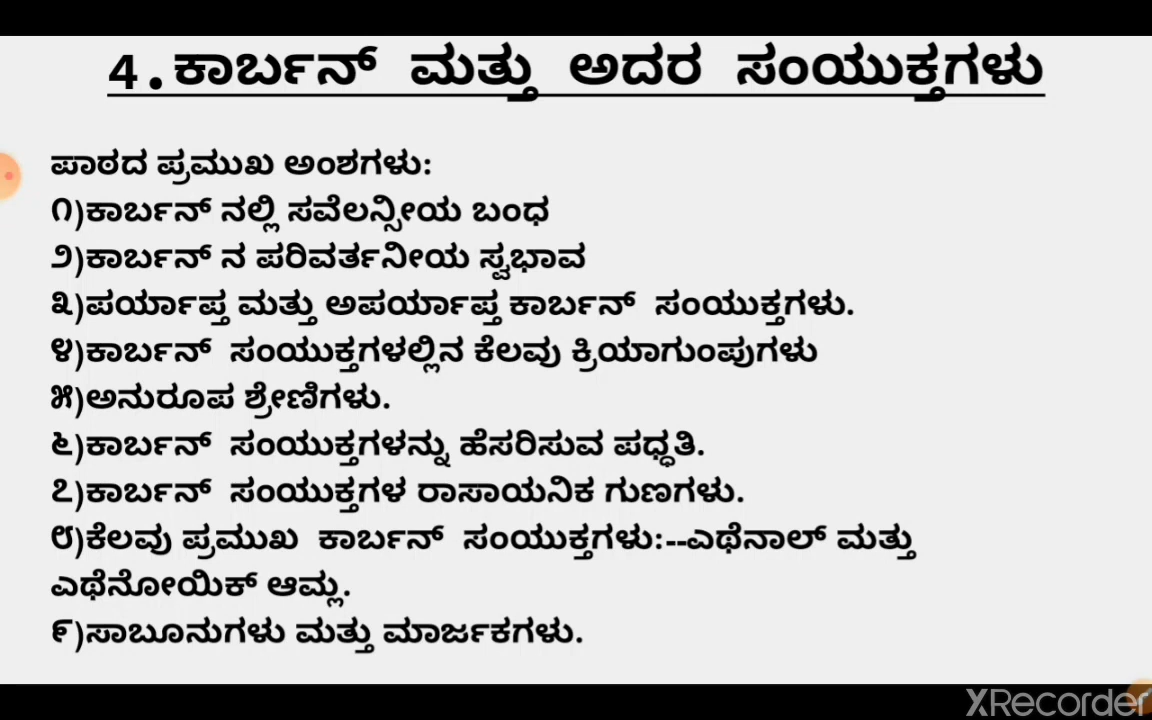 4.ಕಾರ್ಬನ್ ಮತ್ತು ಅದರ ಸಂಯುಕ್ತಗಳು
ಪಾಠದ ಪ್ರಮುಖ ಅಂಶಗಳು:
೧)ಕಾರ್ಬನ್ ನಲ್ಲಿ ಸವೆಲನ್ಸೀಯ ಬಂಧ
೨)ಕಾರ್ಬನ್ ನ ಪರಿವರ್ತನೀಯ ಸ್ವಭಾವ
೩)ಪರ್ಯಾಪ್ತ ಮತ್ತು ಅಪರ್ಯಾಪ್ತ ಕಾರ್ಬನ್ ಸಂಯುಕ್ತಗಳು.
೪)ಕಾರ್ಬನ್ ಸಂಯುಕ್ತಗಳಲ್ಲಿನ ಕೆಲವು ಕ್ರಿಯಾಗುಂಪುಗಳು
೫)ಅನುರೂಪ ಶ್ರೇಣಿಗಳು.
೬)ಕಾರ್ಬನ್ ಸಂಯುಕ್ತಗಳನ್ನು ಹೆಸರಿಸುವ ಪಧ್ಧತಿ.
೭)ಕಾರ್ಬನ್ ಸಂಯುಕ್ತಗಳ ರಾಸಾಯನಿಕ ಗುಣಗಳು.
೮)ಕೆಲವು ಪ್ರಮುಖ ಕಾರ್ಬನ್ ಸಂಯುಕ್ತಗಳು:--ಎಥೆನಾಲ್ ಮತ್ತು
ಎಥೆನೋಯಿಕ್ ಆಮ್ಲ.
೯)ಸಾಬೂನುಗಳು ಮತ್ತು ಮಾರ್ಜಕಗಳು.
XRecorder